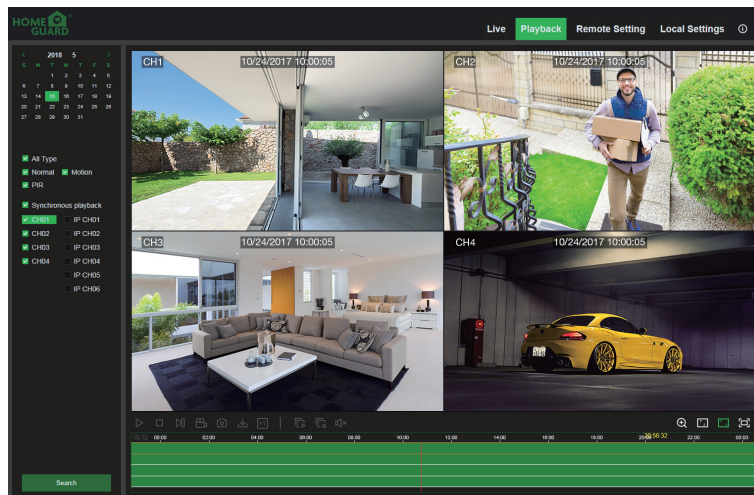 HOME GUARD
Live Playback Remote Setting Local Settings
2018 5
S M T W T F S
1 2 3 4 5
6 7 8 9 10 11 12
13 14 15 16 17 18 19
20 21 22 23 24 25 26
27 28 29 30 31
All Type
Normal Motion
PIR
Synchronous playback
CH01 IP CH01
CH02 IP CH02
CH03 IP CH03
CH04 IP CH04
IP CH05
IP CH06
Search
CH1 10/24/2017 10:00:05
CH2 10/24/2017 10:00:05
CH3 10/24/2017 10:00:05
CH4 10/24/2017 10:00:05
×1
00:00 02:00 04:00 06:00 08:00 10:00 12:00 14:00 16:00 18:00 20:56:32 22:00 00:00